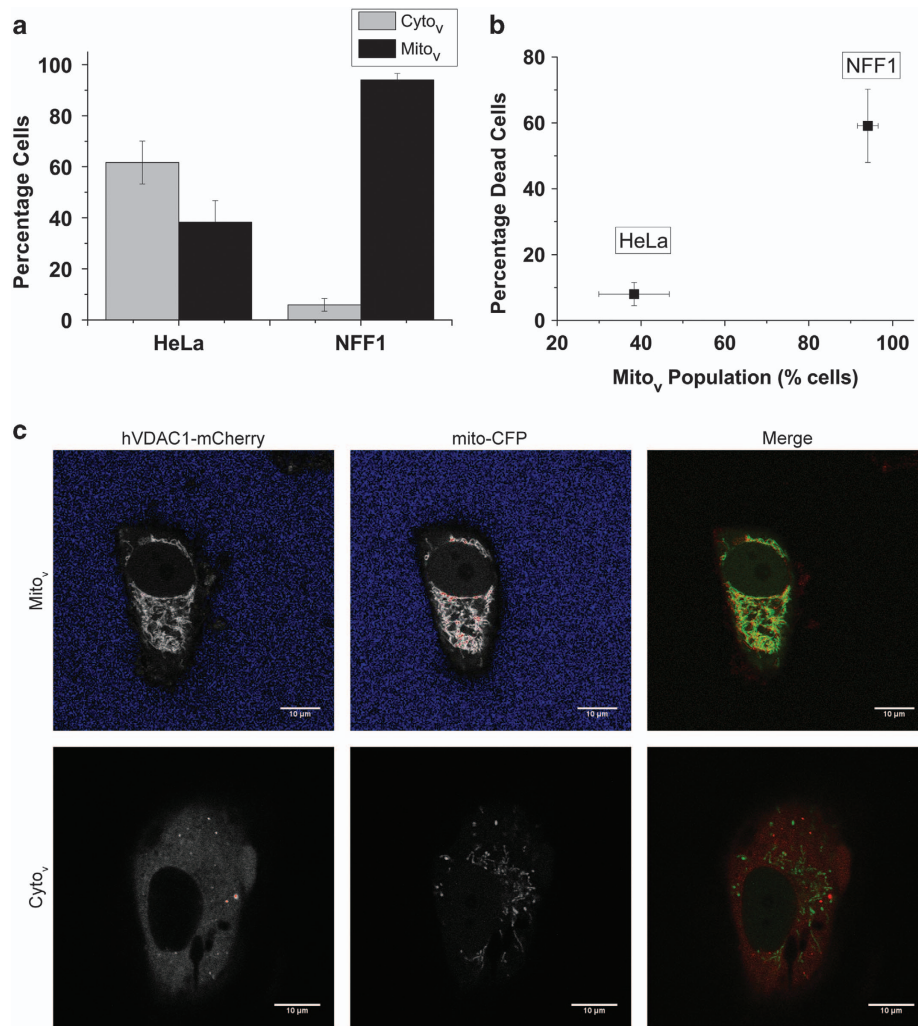 a
Cyto_v
Mito_v
100
80
60
40
20
0
Percentage Cells
HeLa
NFF1
b
80
60
40
20
0
Percentage Dead Cells
NFF1
HeLa
20
40
60
80
100
Mito_v Population (% cells)
c
hVDAC1-mCherry
mito-CFP
Merge
Mito_v
10 µm
10 µm
10 µm
Cyto_v
10 µm
10 µm
10 µm